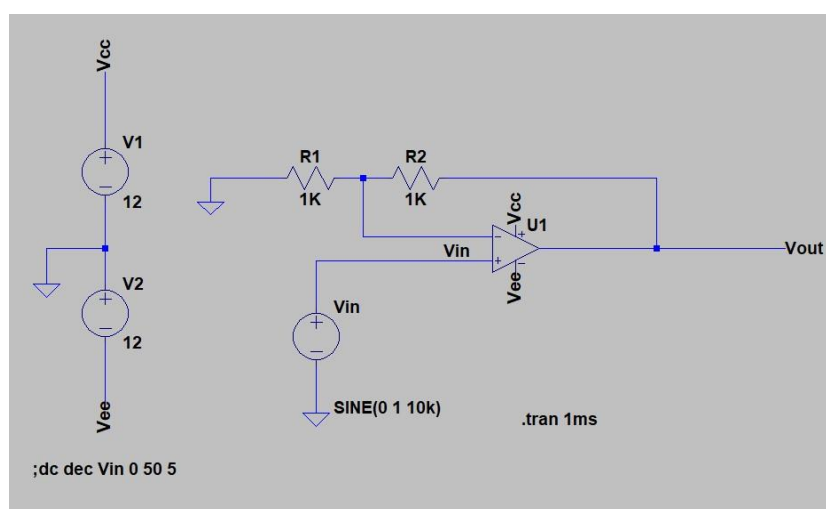 Vcc
V1
+
−
12
V2
+
−
12
Vee
;dc dec Vin 0 50 5
R1
1K
R2
1K
Vcc
U1
+
−
Vin
+
−
Vee
Vout
Vin
+
−
SINE(0 1 10k)
.tran 1ms